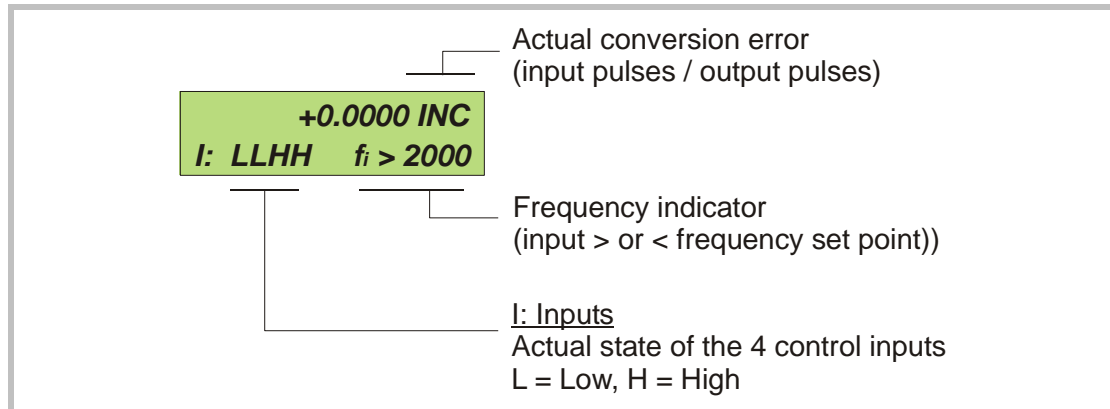 Actual conversion error
(input pulses / output pulses)
+0.0000 INC
I: LLHH fi > 2000
Frequency indicator
(input > or < frequency set point))
I: Inputs
Actual state of the 4 control inputs
L = Low, H = High